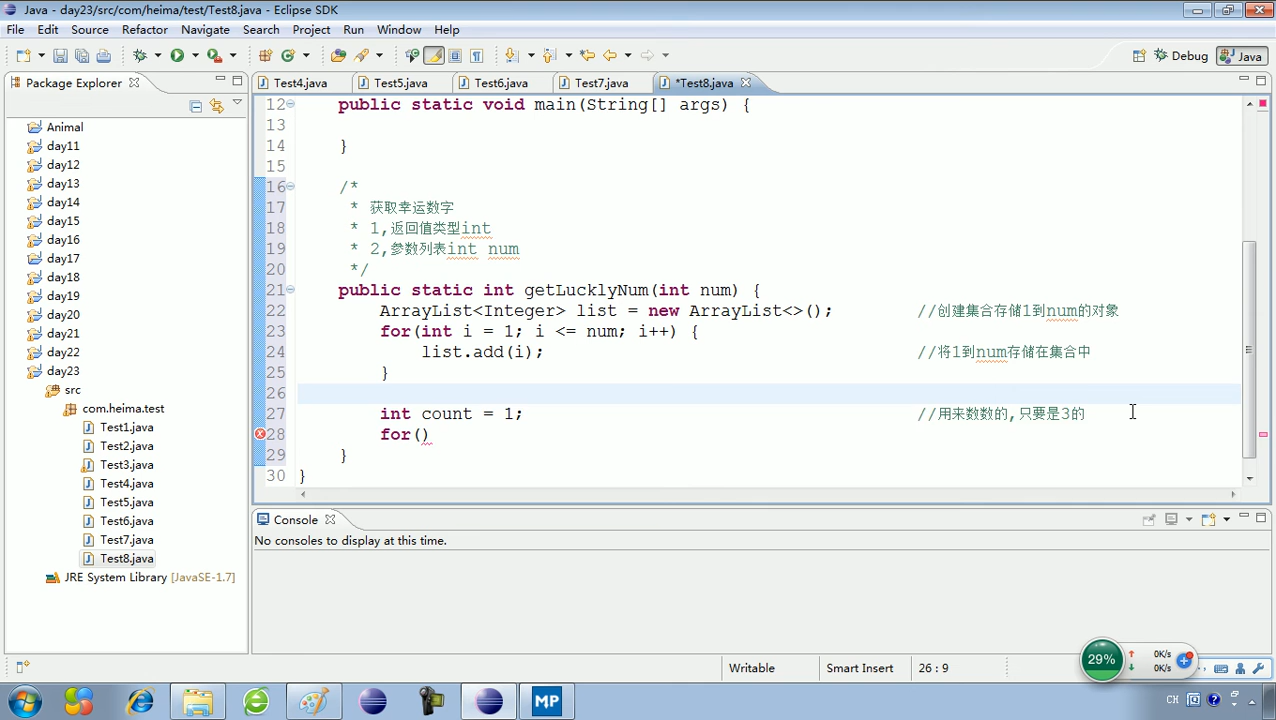 Java - day23/src/com/heima/test/Test8.java - Eclipse SDK
File Edit Source Refactor Navigate Search Project Run Window Help
Debug Java
Package Explorer
Test4.java Test5.java Test6.java Test7.java *Test8.java
Animal
day11
day12
day13
day14
day15
day16
day17
day18
day19
day20
day21
day22
day23
src
com.heima.test
Test1.java
Test2.java
Test3.java
Test4.java
Test5.java
Test6.java
Test7.java
Test8.java
JRE System Library [JavaSE-1.7]
12 public static void main(String[] args) {
13
14 }
15
16 /*
17 * 获取幸运数字
18 * 1,返回值类型int
19 * 2,参数列表int num
20 */
21 public static int getLucklyNum(int num) {
22 ArrayList<Integer> list = new ArrayList<>(); //创建集合存储1到num的对象
23 for(int i = 1; i <= num; i++) {
24 list.add(i); //将1到num存储在集合中
25 }
26
27 int count = 1; //用来数数的,只要是3的
28 for()
29 }
30 }
Console
No consoles to display at this time.
Writable Smart Insert 26 : 9
29% 0K/s
0K/s
MP
CH